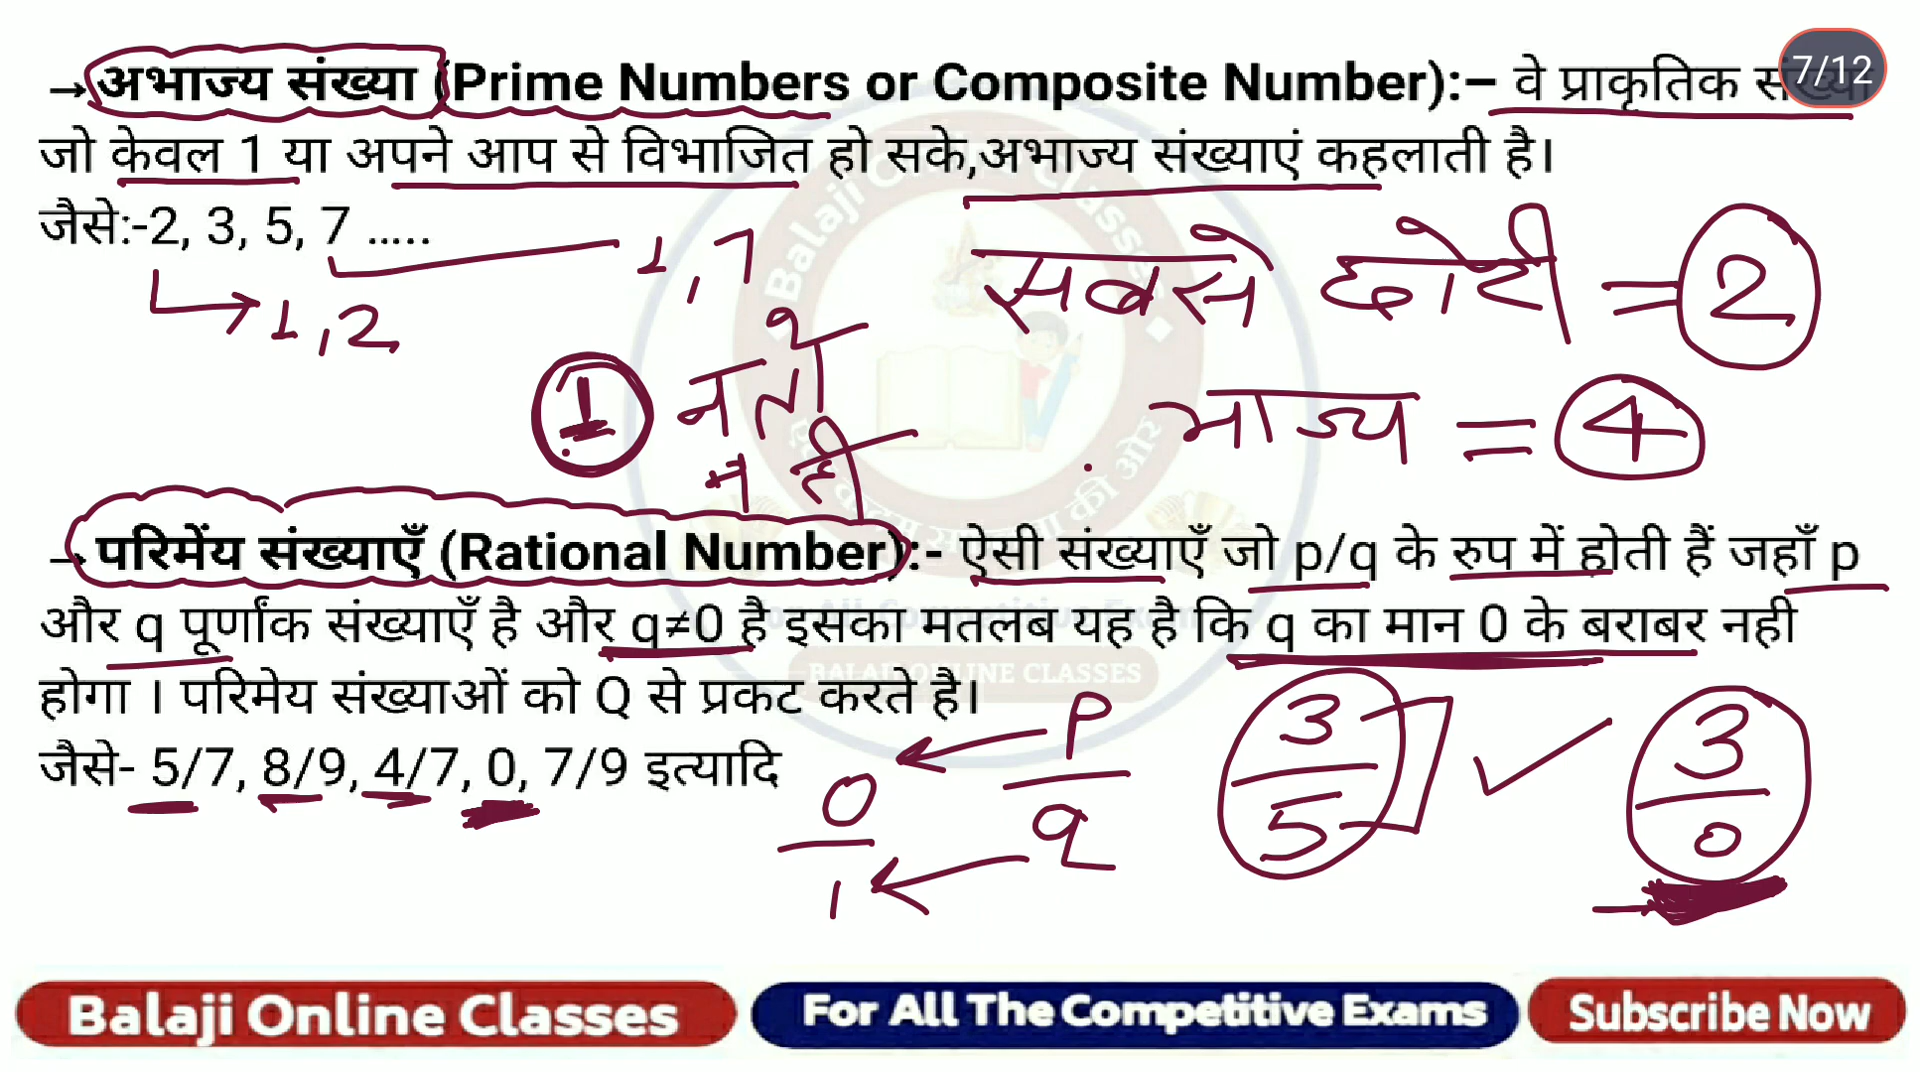 →अभाज्य संख्या (Prime Numbers or Composite Number):– वे प्राकृतिक संख्या
7/12
जो केवल 1 या अपने आप से विभाजित हो सके,अभाज्य संख्याएं कहलाती है।
जैसे:-2, 3, 5, 7 .....
1,7
सबसे छोटी = 2
1,2
1
भाज्य = 4
नही
→ परिमेंय संख्याएँ (Rational Number):- ऐसी संख्याएँ जो p/q के रुप में होती हैं जहाँ p
और q पूर्णांक संख्याएँ है और q≠0 है इसका मतलब यह है कि q का मान 0 के बराबर नही
होगा । परिमेय संख्याओं को Q से प्रकट करते है।
BALAJI ONLINE CLASSES
जैसे- 5/7, 8/9, 4/7, 0, 7/9 इत्यादि
0/1
P/q
3/5
3/0
Balaji Online Classes
For All The Competitive Exams
Subscribe Now